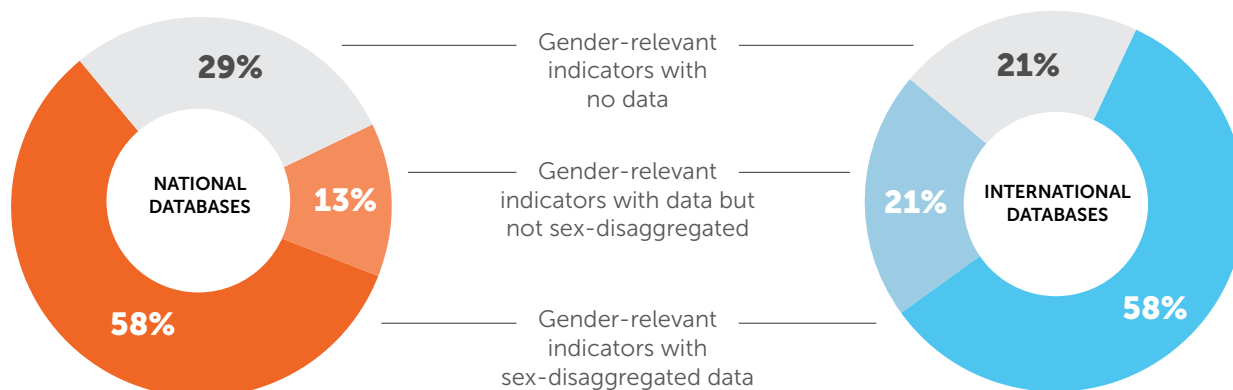 29%
Gender-relevant
indicators with
no data
21%
NATIONAL
DATABASES
13%
Gender-relevant
indicators with data but
not sex-disaggregated
21%
INTERNATIONAL
DATABASES
58%
Gender-relevant
indicators with
sex-disaggregated data
58%